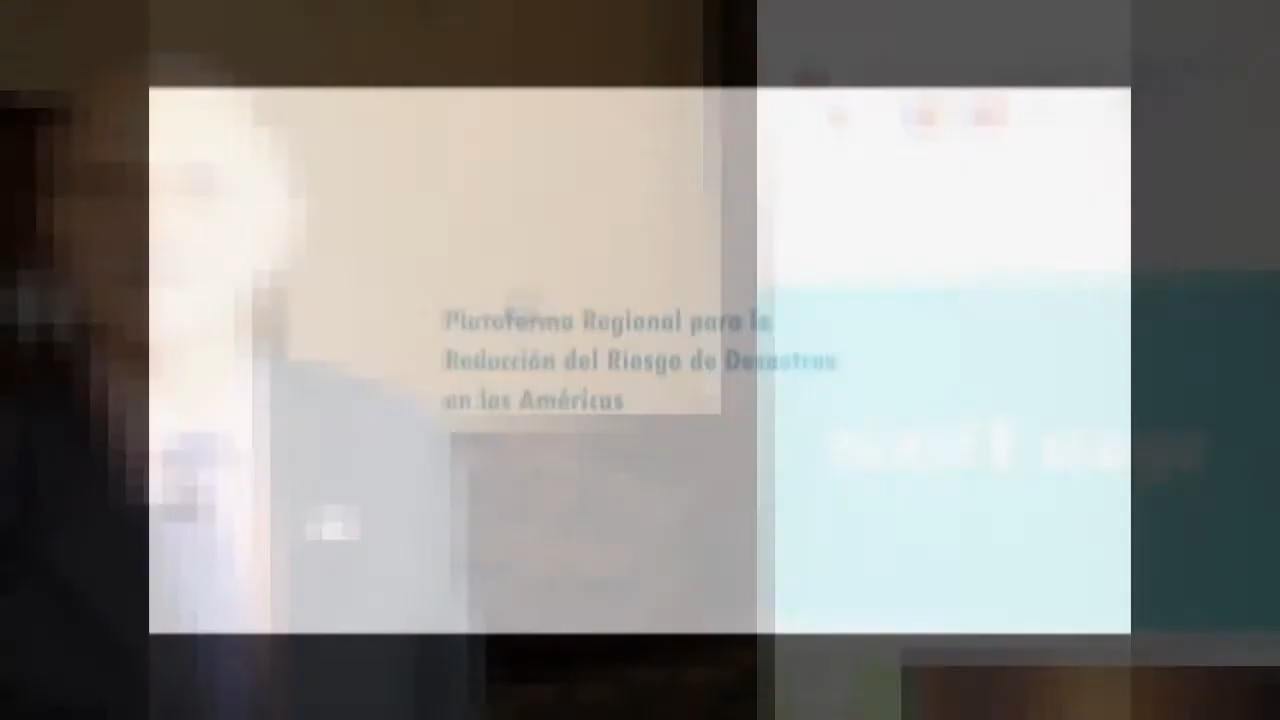 Plataforma Regional para la
Reducción del Riesgo de Desastres
en las Américas